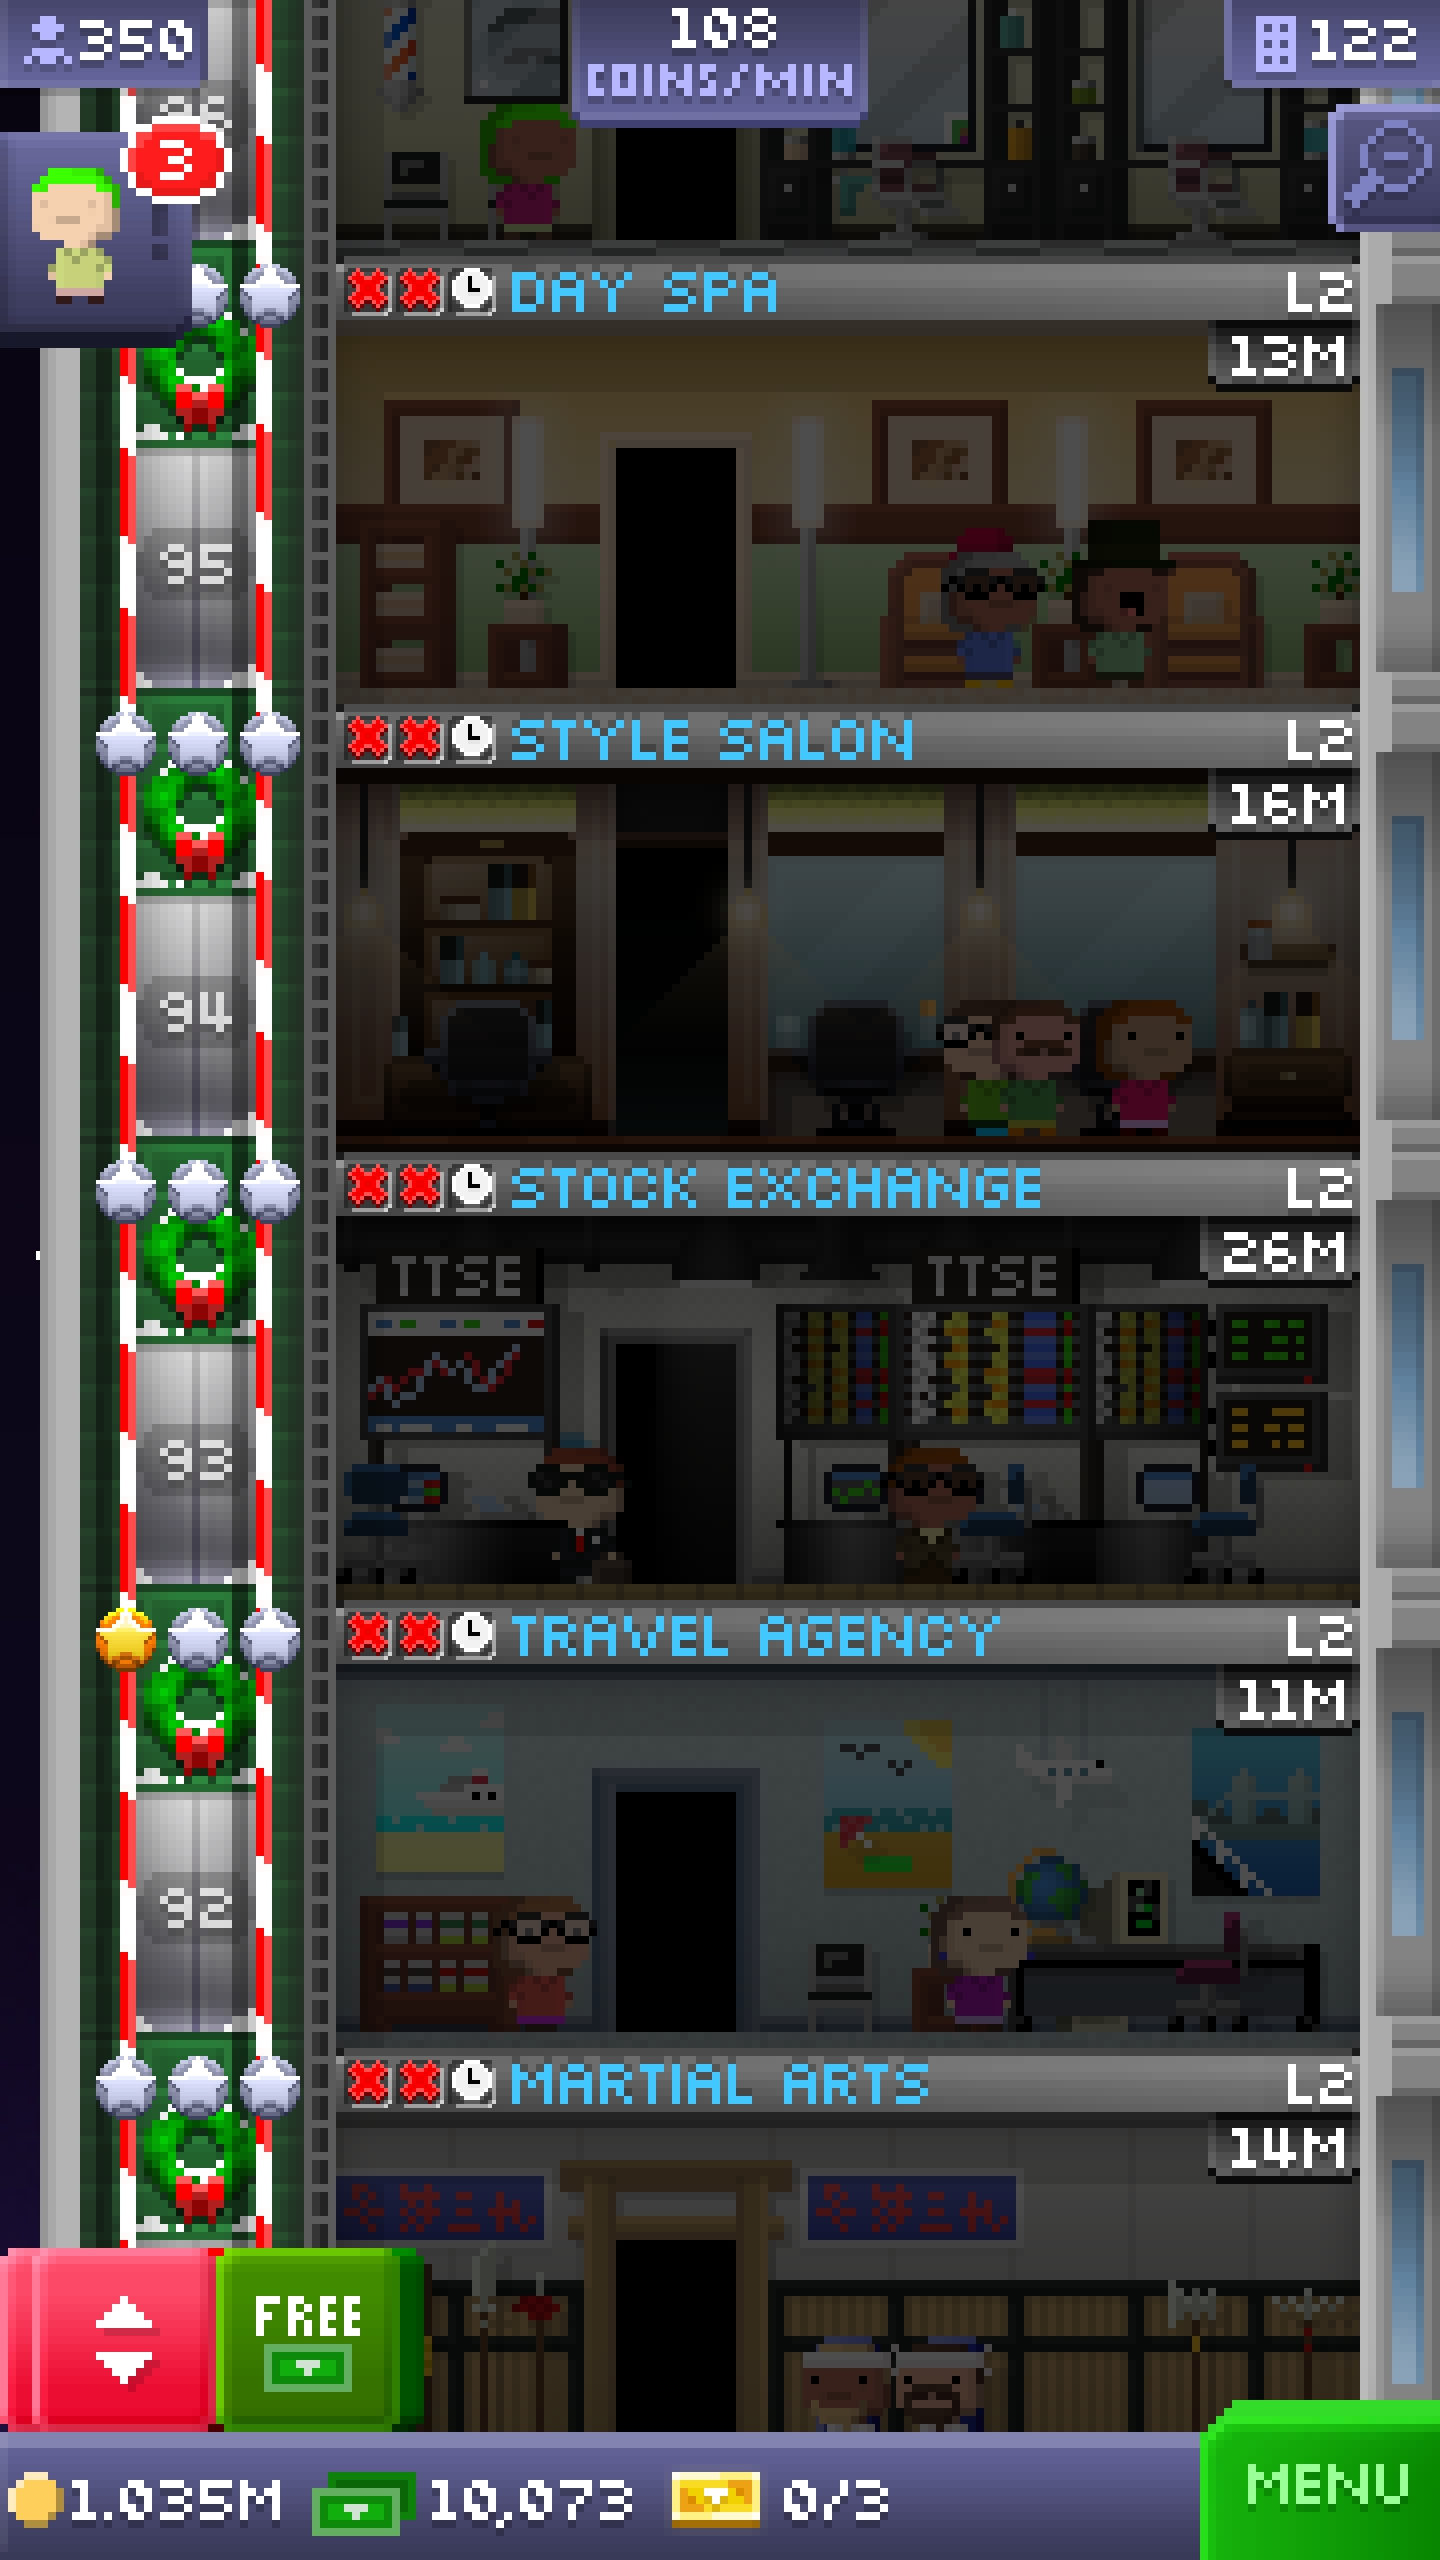 350
108
COINS/MIN
122
96
3
DAY SPA L2
13M
95
STYLE SALON L2
16M
94
STOCK EXCHANGE L2
26M
TTSE TTSE
93
TRAVEL AGENCY L2
11M
92
MARTIAL ARTS L2
14M
FREE
1.035M 10,073 0/3
MENU